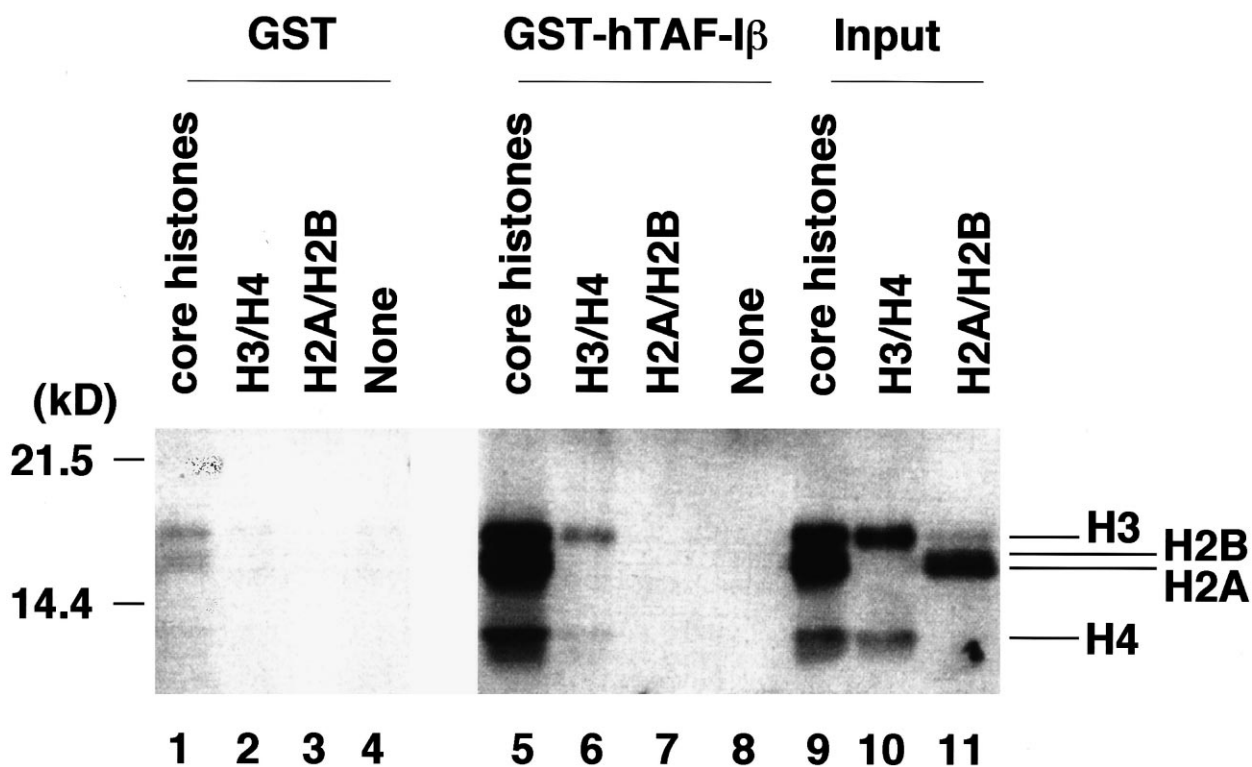 GST GST-hTAF-Iβ Input
core histones H3/H4 H2A/H2B None core histones H3/H4 H2A/H2B None core histones H3/H4 H2A/H2B
(kD)
21.5
14.4
H3
H2B
H2A
H4
1 2 3 4 5 6 7 8 9 10 11